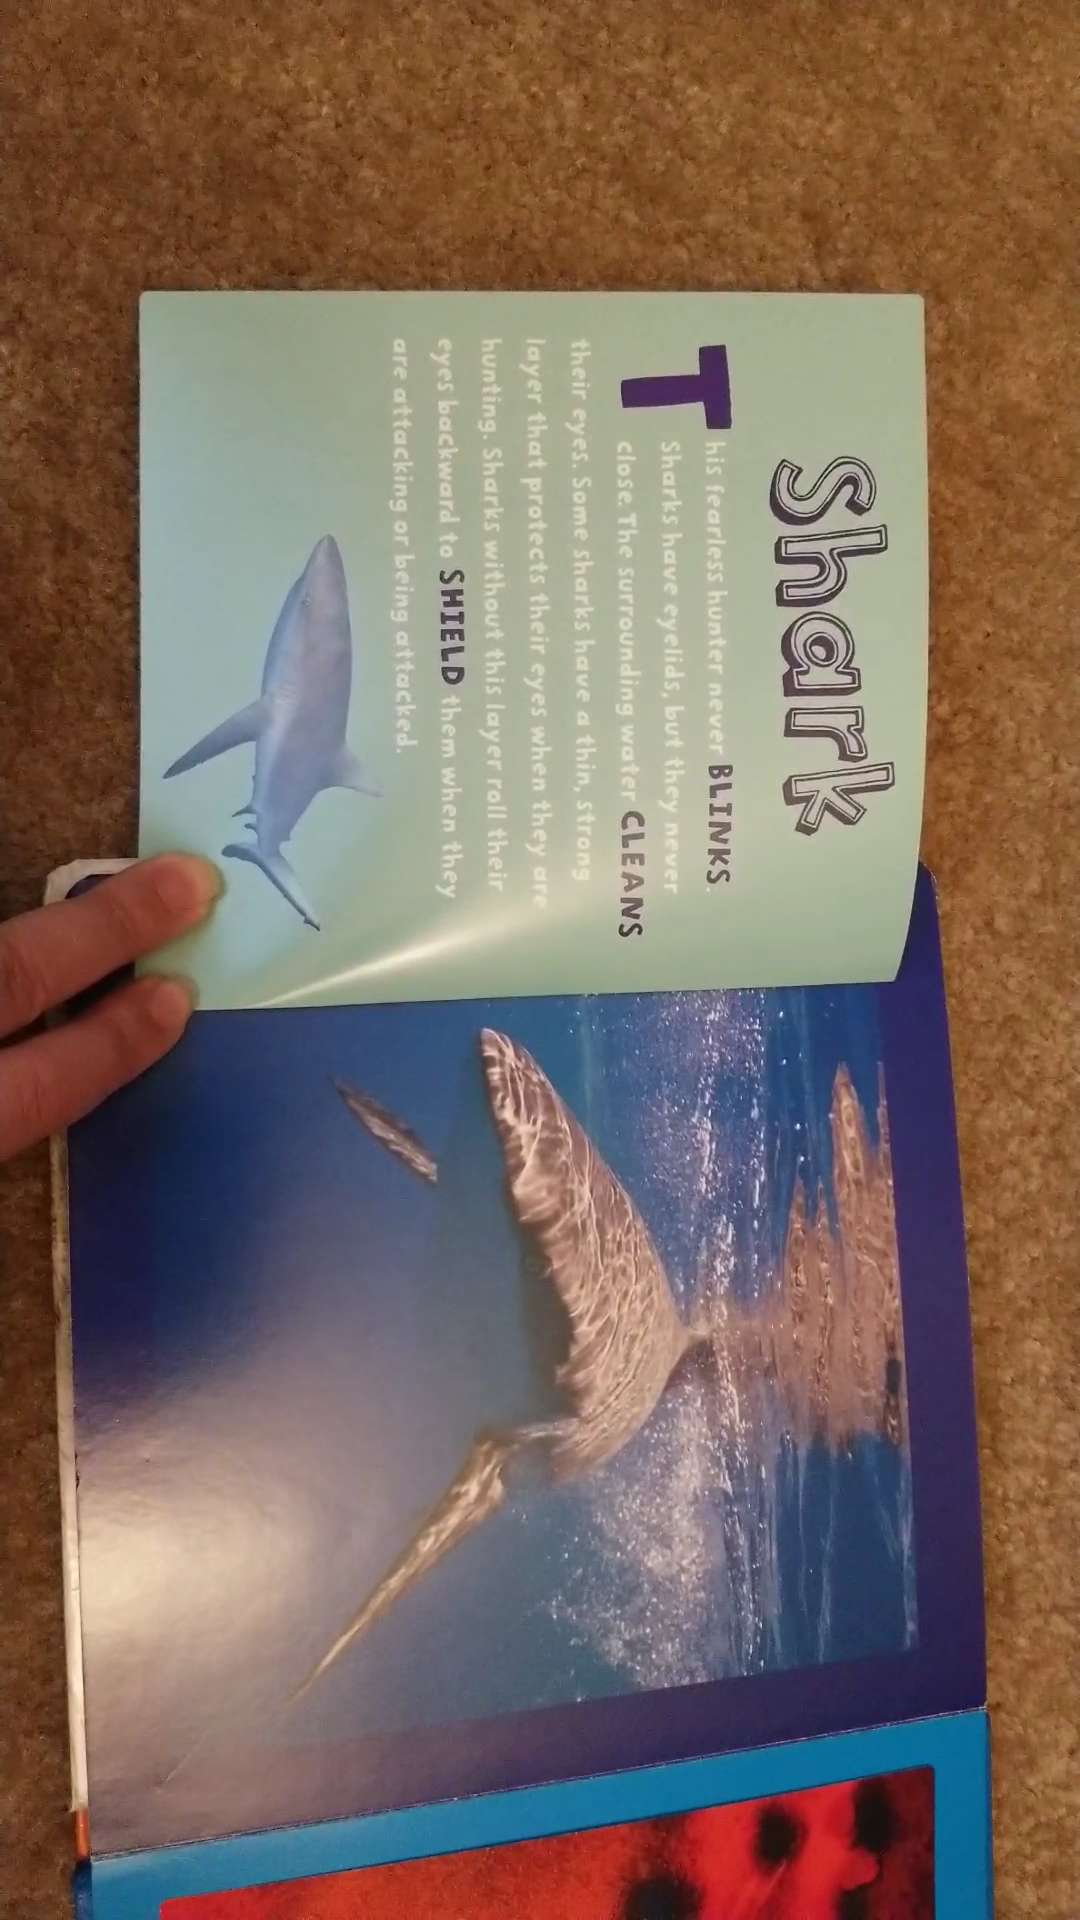 Shark
This fearless hunter never BLINKS.
Sharks have eyelids, but they never
close. The surrounding water CLEANS
their eyes. Some sharks have a thin, strong
layer that protects their eyes when they are
hunting. Sharks without this layer roll their
eyes backward to SHIELD them when they
are attacking or being attacked.